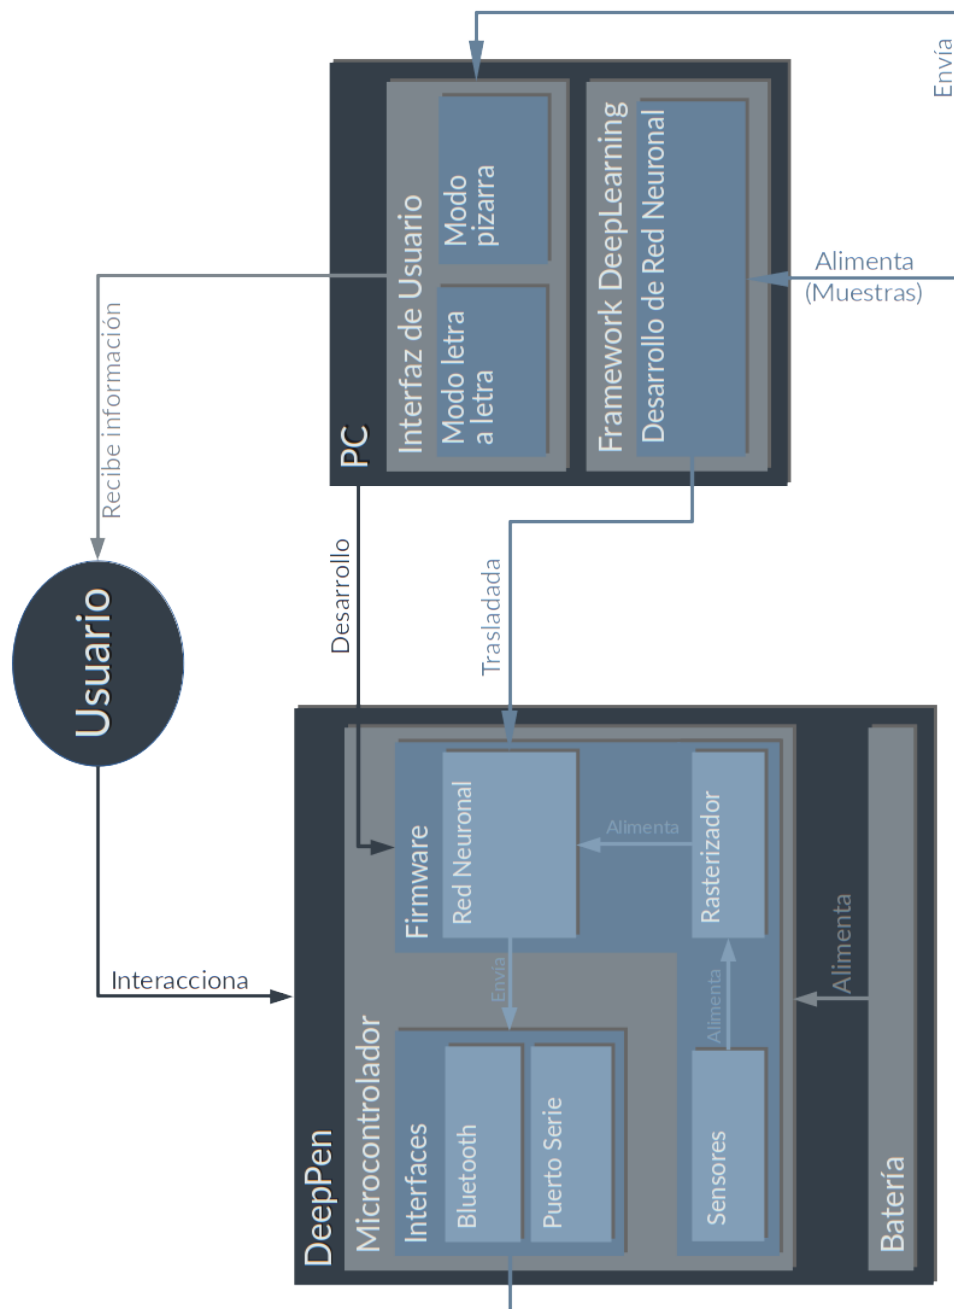 Usuario
Interacciona
Recibe información
DeepPen
Microcontrolador
Interfaces
Bluetooth
Puerto Serie
Firmware
Red Neuronal
Envía
Alimenta
Rasterizador
Alimenta
Sensores
Alimenta
Batería
Desarrollo
Trasladada
PC
Interfaz de Usuario
Modo letra
a letra
Modo
pizarra
Framework DeepLearning
Desarrollo de Red Neuronal
Alimenta
(Muestras)
Envía